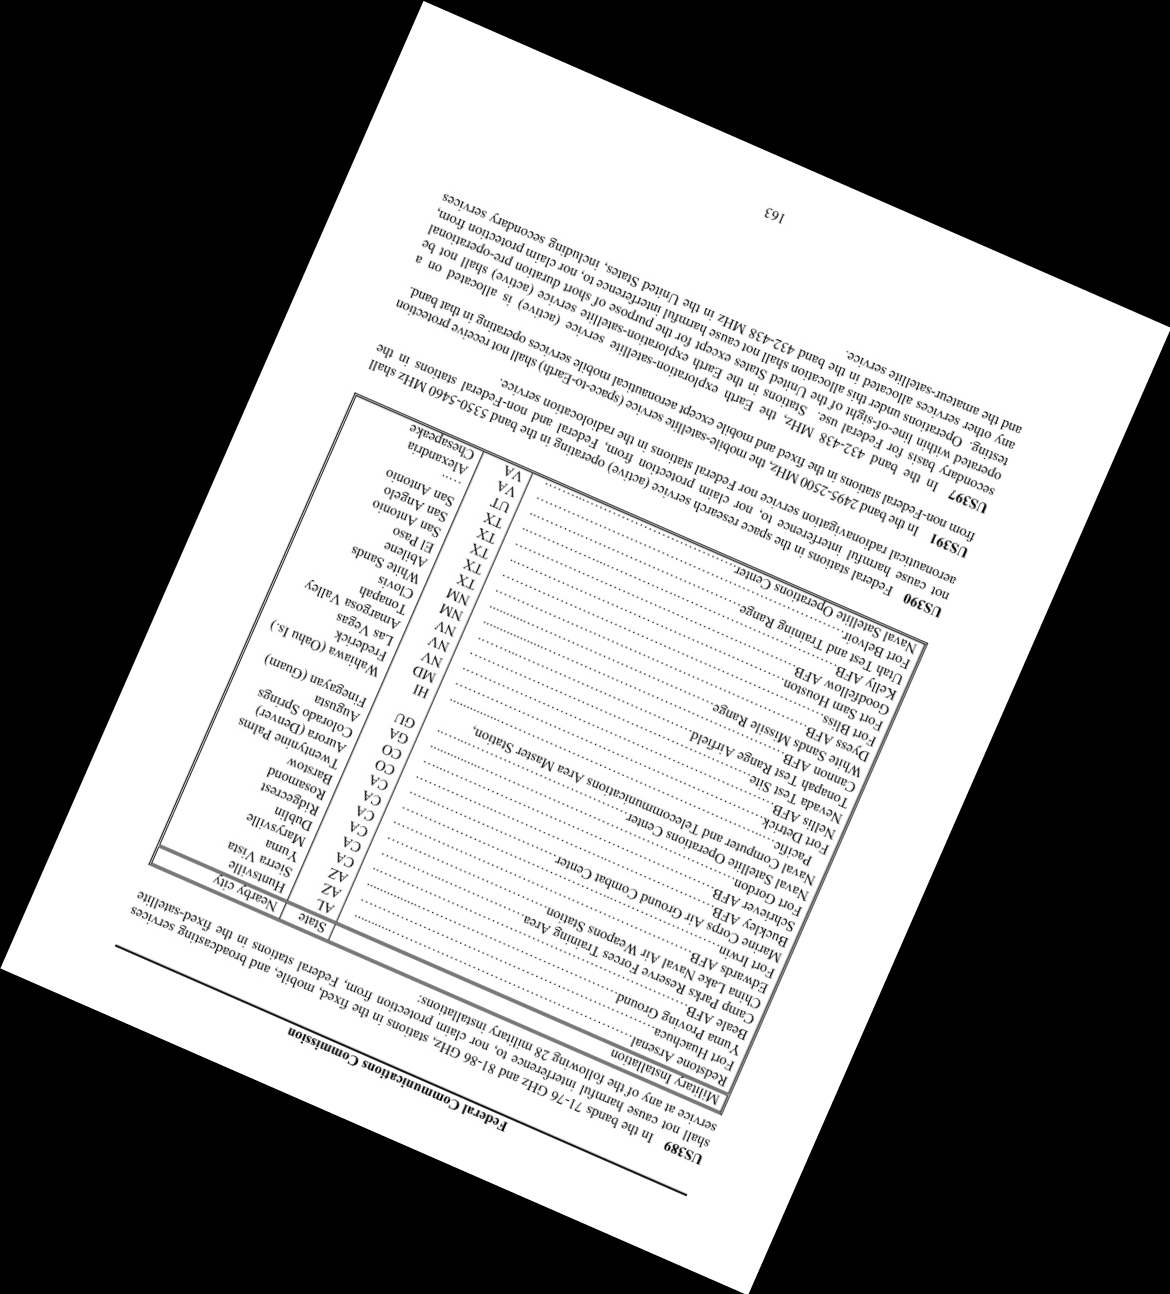 Federal Communications Commission
US389 In the bands 71-76 GHz and 81-86 GHz, stations in the fixed, mobile, and broadcasting services
shall not cause harmful interference to, nor claim protection from, Federal stations in the fixed-satellite
service at any of the following 28 military installations:
Military Installation State Nearby city
Redstone Arsenal AL Huntsville
Fort Huachuca AZ Sierra Vista
Yuma Proving Ground AZ Yuma
Beale AFB CA Marysville
Camp Parks Reserve Forces Training Area CA Dublin
China Lake Naval Air Weapons Station CA Ridgecrest
Edwards AFB CA Rosamond
Fort Irwin CA Barstow
Marine Corps Air Ground Combat Center CA Twentynine Palms
Buckley AFB CO Aurora (Denver)
Schriever AFB CO Colorado Springs
Fort Gordon GA Augusta
Naval Satellite Operations Center GU Finegayan (Guam)
Naval Computer and Telecommunications Area Master Station,
Pacific HI Wahiawa (Oahu Is.)
Fort Detrick MD Frederick
Nellis AFB NV Las Vegas
Nevada Test Site NV Amargosa Valley
Tonapah Test Range Airfield NV Tonapah
Cannon AFB NM Clovis
White Sands Missile Range NM White Sands
Dyess AFB TX Abilene
Fort Bliss TX El Paso
Fort Sam Houston TX San Antonio
Goodfellow AFB TX San Angelo
Kelly AFB TX San Antonio
Utah Test and Training Range UT .....
Fort Belvoir VA Alexandria
Naval Satellite Operations Center VA Chesapeake
US390 Federal stations in the space research service (active) operating in the band 5350-5460 MHz shall
not cause harmful interference to, nor claim protection from, Federal and non-Federal stations in the
aeronautical radionavigation service nor Federal stations in the radiolocation service.
US391 In the band 2495-2500 MHz, the mobile-satellite service (space-to-Earth) shall not receive protection
from non-Federal stations in the fixed and mobile except aeronautical mobile services operating in that band.
US397 In the band 432-438 MHz, the Earth exploration-satellite service (active) is allocated on a
secondary basis for Federal use. Stations in the Earth exploration-satellite service (active) shall not be
operated within line-of-sight of the United States except for the purpose of short duration pre-operational
testing. Operations under this allocation shall not cause harmful interference to, nor claim protection from,
any other services allocated in the band 432-438 MHz in the United States, including secondary services
and the amateur-satellite service.
163